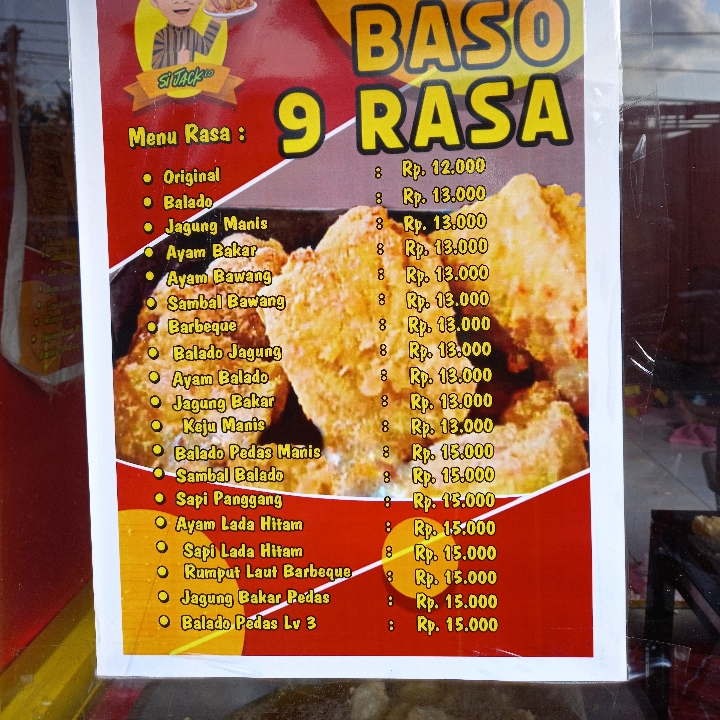 Si JACK
BASO
9 RASA
Menu Rasa :
• Original : Rp. 12.000
• Balado : Rp. 13.000
• Jagung Manis : Rp. 13.000
• Ayam Bakar : Rp. 13.000
• Ayam Bawang : Rp. 13.000
• Sambal Bawang : Rp. 13.000
• Barbeque : Rp. 13.000
• Balado Jagung : Rp. 13.000
• Ayam Balado : Rp. 13.000
• Jagung Bakar : Rp. 13.000
• Keju Manis : Rp. 13.000
• Balado Pedas Manis : Rp. 15.000
• Sambal Balado : Rp. 15.000
• Sapi Panggang : Rp. 15.000
• Ayam Lada Hitam : Rp. 15.000
• Sapi Lada Hitam : Rp. 15.000
• Rumput Laut Barbeque : Rp. 15.000
• Jagung Bakar Pedas : Rp. 15.000
• Balado Pedas Lv 3 : Rp. 15.000